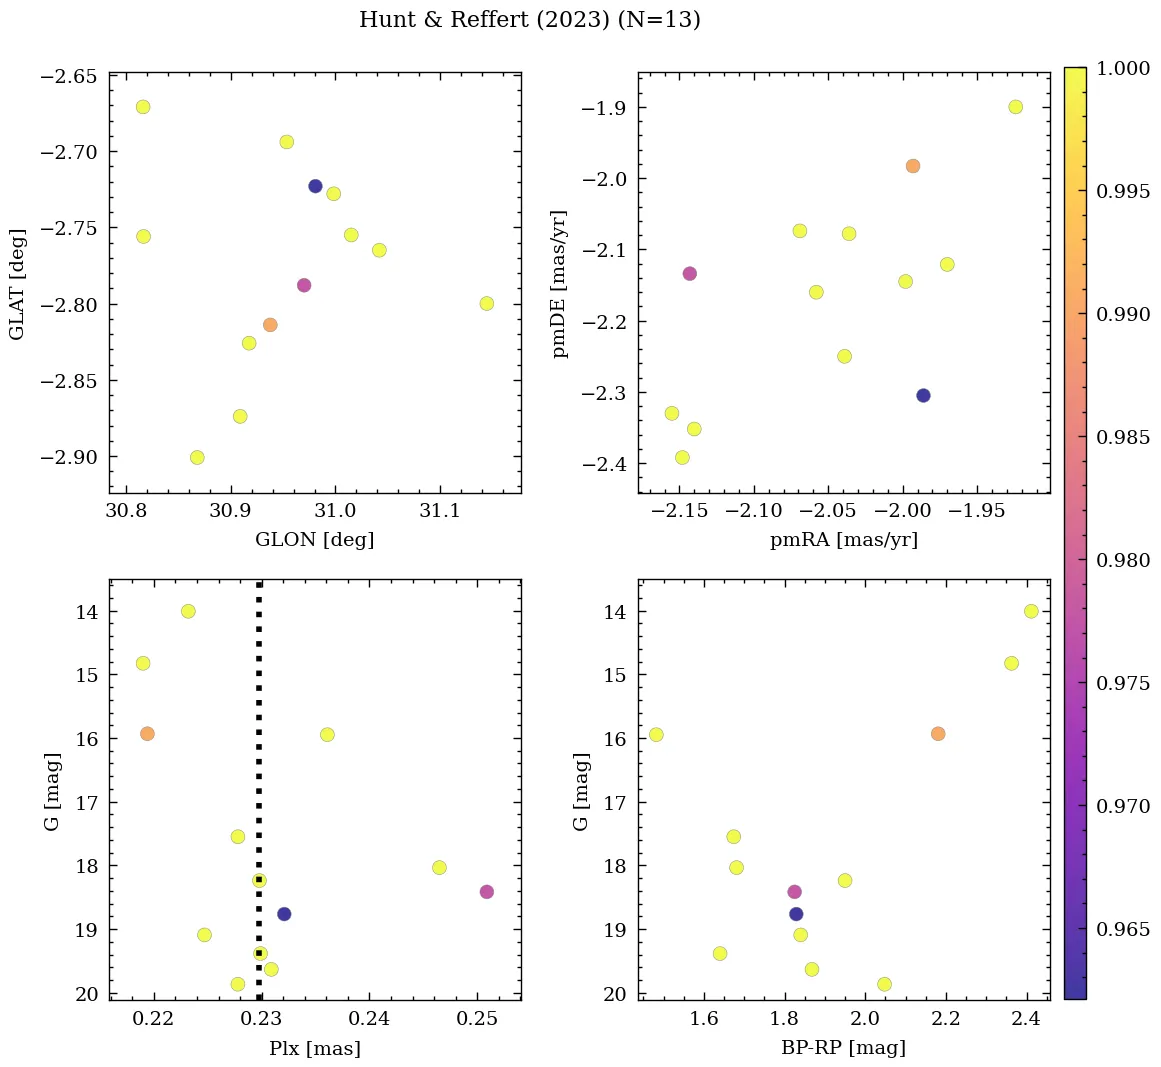 Hunt & Reffert (2023) (N=13)
−2.65
−2.70
−2.75
−2.80
−2.85
−2.90
GLAT [deg]
30.8 30.9 31.0 31.1
GLON [deg]
−1.9
−2.0
−2.1
−2.2
−2.3
−2.4
pmDE [mas/yr]
−2.15 −2.10 −2.05 −2.00 −1.95
pmRA [mas/yr]
14
15
16
17
18
19
20
G [mag]
0.22 0.23 0.24 0.25
Plx [mas]
14
15
16
17
18
19
20
G [mag]
1.6 1.8 2.0 2.2 2.4
BP-RP [mag]
1.000
0.995
0.990
0.985
0.980
0.975
0.970
0.965